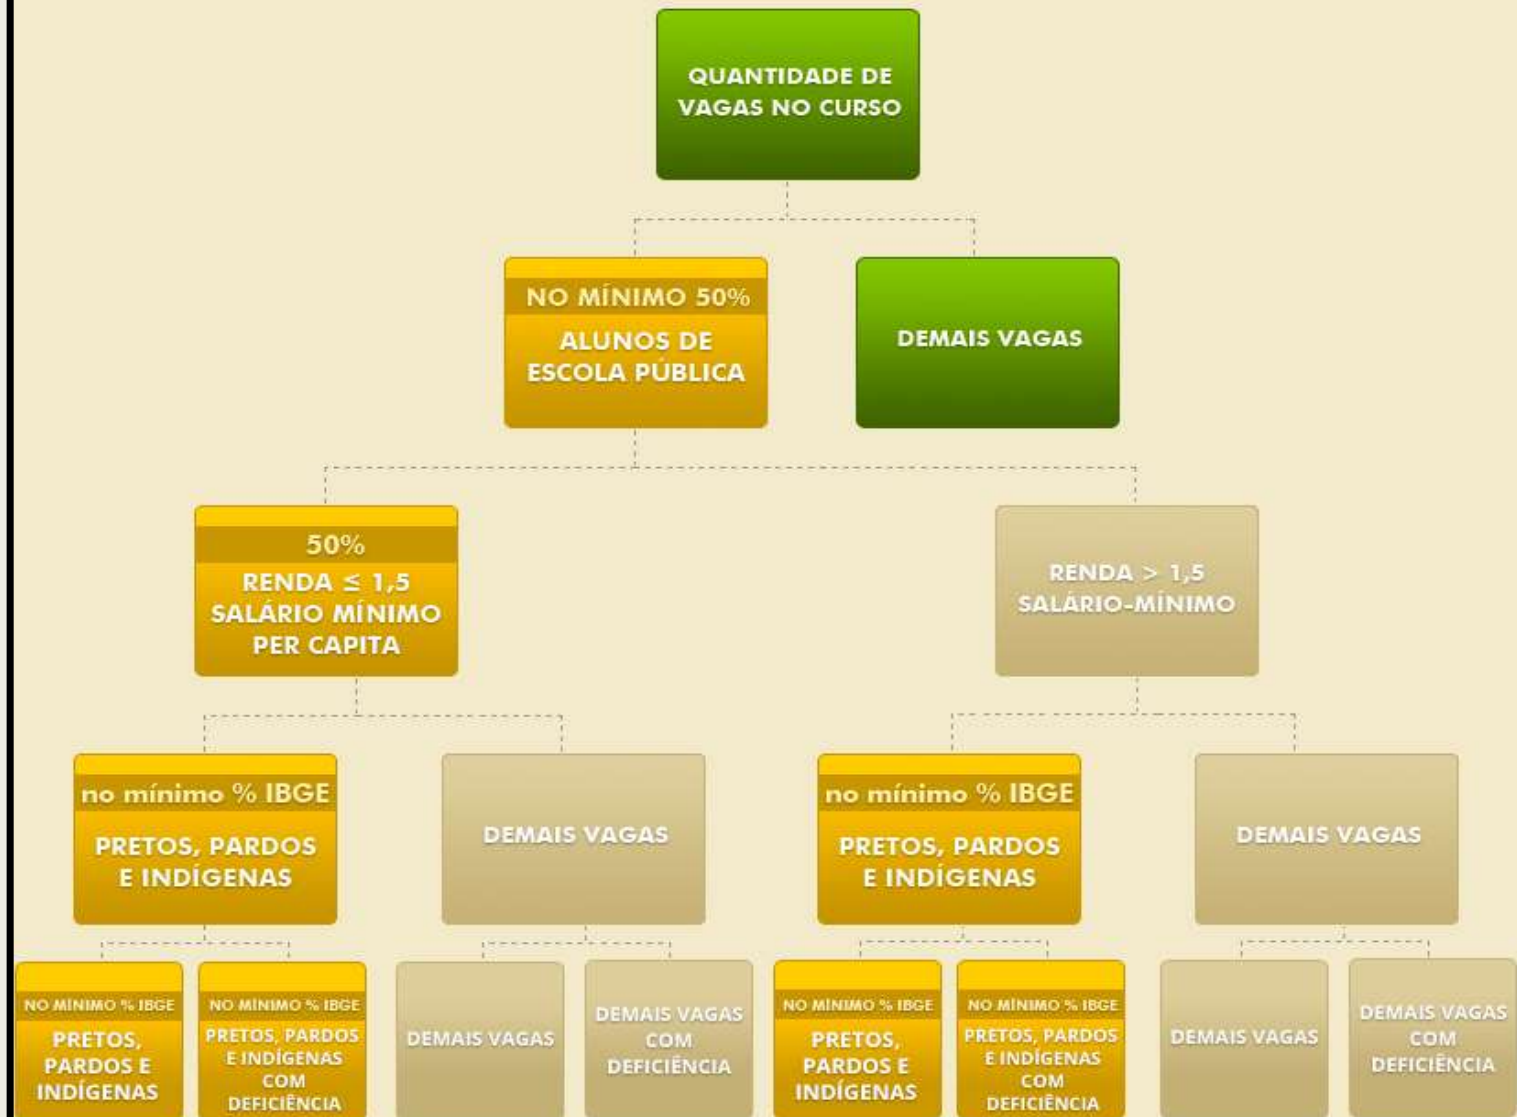 QUANTIDADE DE
VAGAS NO CURSO
NO MÍNIMO 50%
ALUNOS DE
ESCOLA PÚBLICA
DEMAIS VAGAS
50%
RENDA ≤ 1,5
SALÁRIO MÍNIMO
PER CAPITA
RENDA > 1,5
SALÁRIO-MÍNIMO
no mínimo % IBGE
PRETOS, PARDOS
E INDÍGENAS
DEMAIS VAGAS
no mínimo % IBGE
PRETOS, PARDOS
E INDÍGENAS
DEMAIS VAGAS
NO MÍNIMO % IBGE
PRETOS,
PARDOS E
INDÍGENAS
NO MÍNIMO % IBGE
PRETOS, PARDOS
E INDÍGENAS
COM
DEFICIÊNCIA
DEMAIS VAGAS
DEMAIS VAGAS
COM
DEFICIÊNCIA
NO MÍNIMO % IBGE
PRETOS,
PARDOS E
INDÍGENAS
NO MÍNIMO % IBGE
PRETOS, PARDOS
E INDÍGENAS
COM
DEFICIÊNCIA
DEMAIS VAGAS
DEMAIS VAGAS
COM
DEFICIÊNCIA